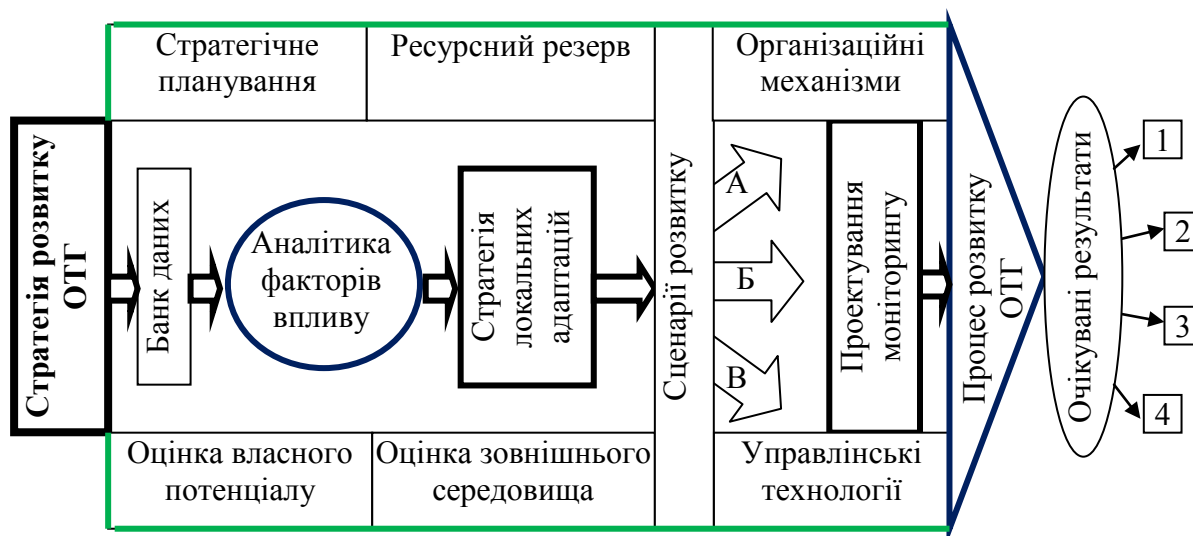 Стратегічне
планування
Ресурсний резерв
Організаційні
механізми
Стратегія розвитку
ОТГ
Банк даних
Аналітика
факторів
впливу
Стратегія
локальних
адаптацій
Сценарії розвитку
А
Б
В
Проектування
моніторингу
Процес розвитку
ОТГ
Очікувані результати
1
2
3
4
Оцінка власного
потенціалу
Оцінка зовнішнього
середовища
Управлінські
технології